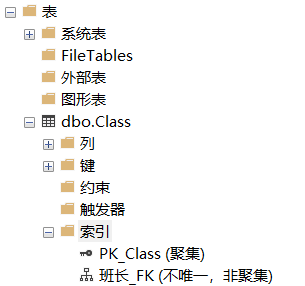 表
系统表
FileTables
外部表
图形表
dbo.Class
列
键
约束
触发器
索引
PK_Class (聚集)
班长_FK (不唯一，非聚集)